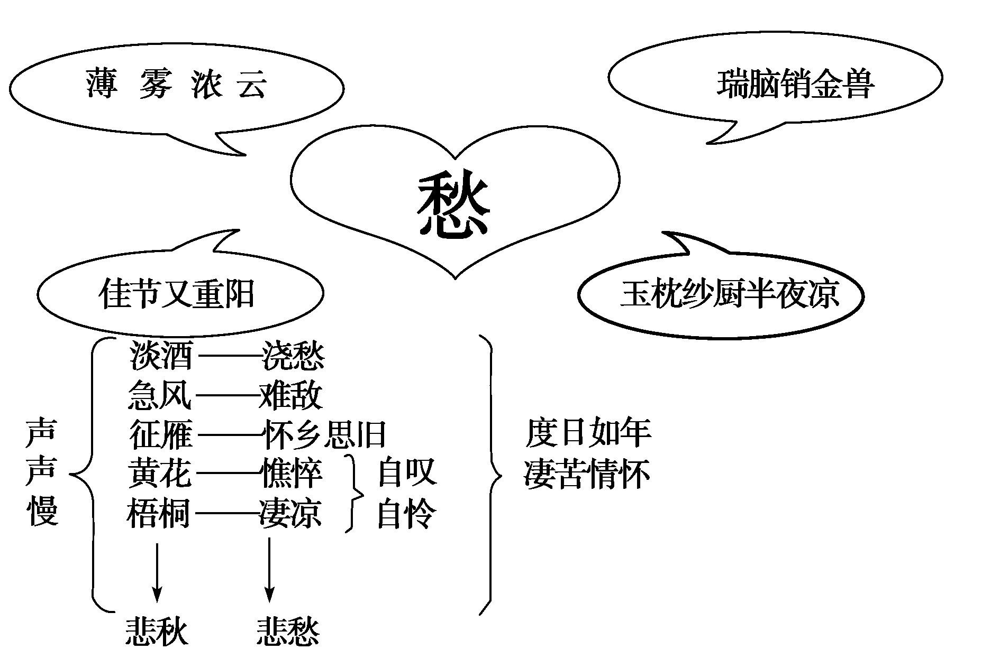 薄雾浓云
瑞脑销金兽
愁
佳节又重阳
玉枕纱厨半夜凉
声声慢
淡酒——浇愁
急风——难敌
征雁——怀乡思旧
黄花——憔悴
梧桐——凄凉
自叹
自怜
度日如年
凄苦情怀
悲秋 悲愁